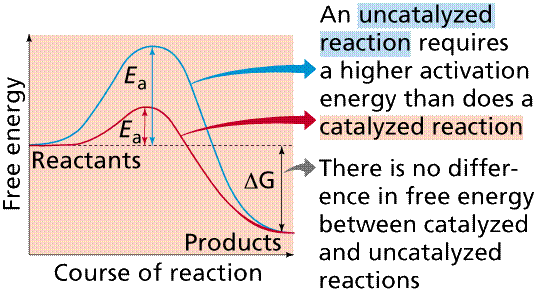 An uncatalyzed
reaction requires
a higher activation
energy than does a
catalyzed reaction
There is no differ-
ence in free energy
between catalyzed
and uncatalyzed
reactions
Free energy
Ea
Ea
Reactants
ΔG
Products
Course of reaction